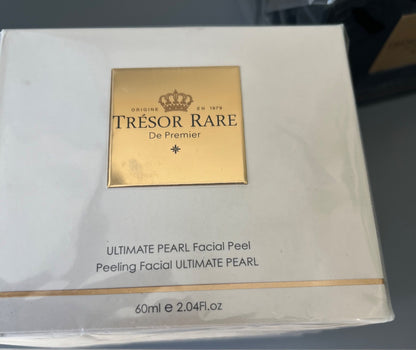 ORIGINE EN 1979
TRÉSOR RARE
De Premier
ULTIMATE PEARL Facial Peel
Peeling Facial ULTIMATE PEARL
60ml e 2.04Fl.oz